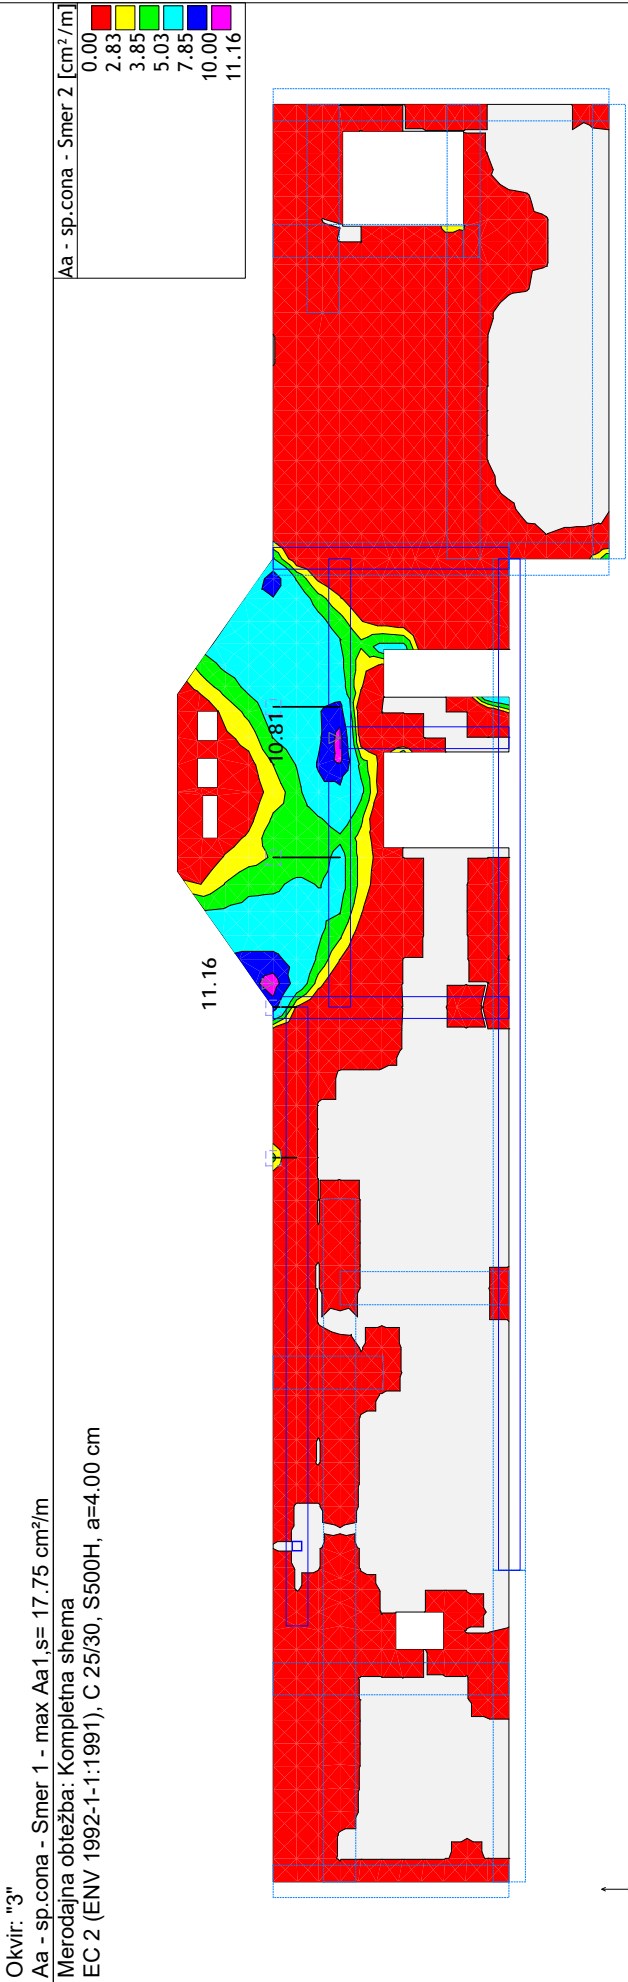 Okvir: "3"
Aa - sp.cona - Smer 1 - max Aa1,s= 17.75 cm²/m
Merodajna obtežba: Kompletna shema
EC 2 (ENV 1992-1-1:1991), C 25/30, S500H, a=4.00 cm
Aa - sp.cona - Smer 2 [cm²/m]
0.00
2.83
3.85
5.03
7.85
10.00
11.16
11.16
10.81